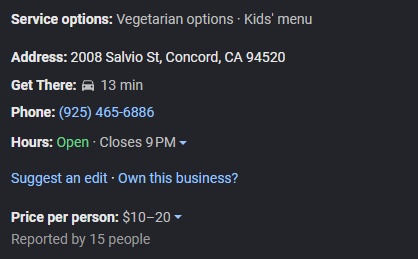 Service options: Vegetarian options · Kids' menu
Address: 2008 Salvio St, Concord, CA 94520
Get There: 13 min
Phone: (925) 465-6886
Hours: Open · Closes 9 PM
Suggest an edit · Own this business?
Price per person: $10–20
Reported by 15 people